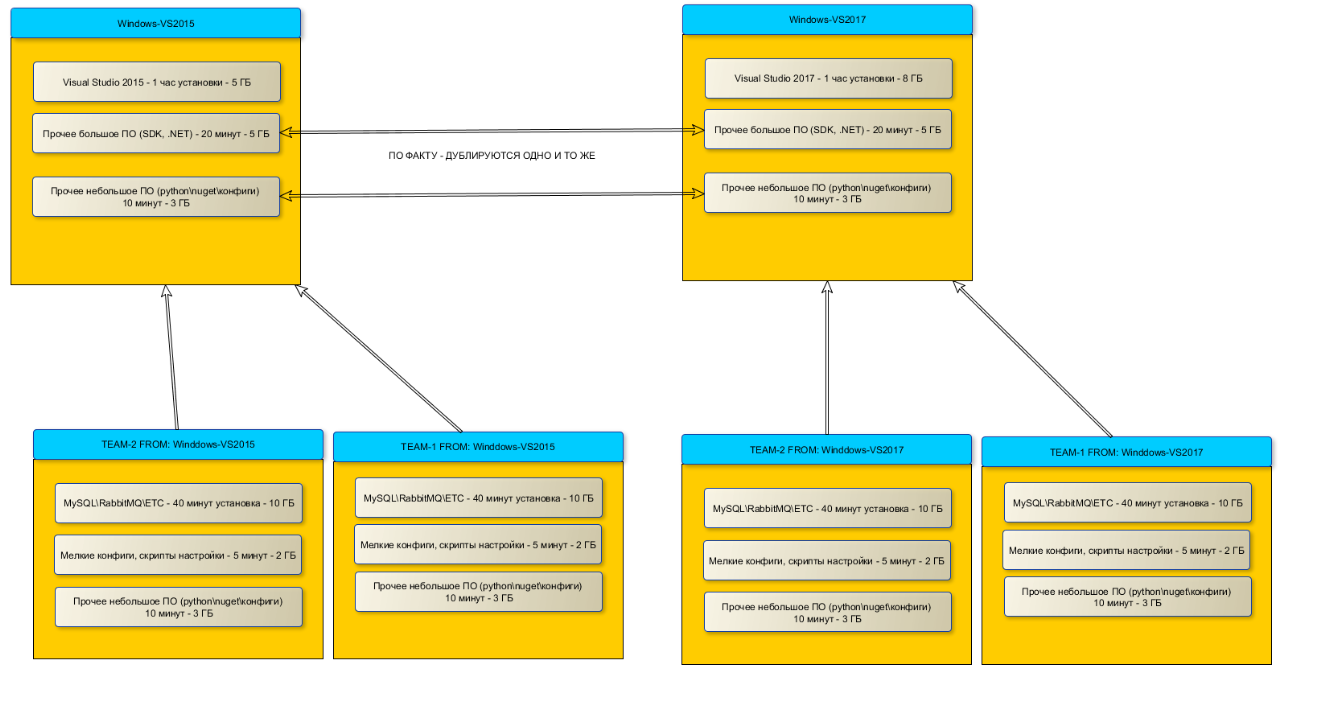 Windows-VS2015
Visual Studio 2015 - 1 час установки - 5 ГБ
Прочее большое ПО (SDK, .NET) - 20 минут - 5 ГБ
Прочее небольшое ПО (python\nuget\конфиги)
10 минут - 3 ГБ
ПО ФАКТУ - ДУБЛИРУЮТСЯ ОДНО И ТО ЖЕ
Windows-VS2017
Visual Studio 2017 - 1 час установки - 8 ГБ
Прочее большое ПО (SDK, .NET) - 20 минут - 5 ГБ
Прочее небольшое ПО (python\nuget\конфиги)
10 минут - 3 ГБ
TEAM-2 FROM: Winddows-VS2015
MySQL\RabbitMQ\ETC - 40 минут установка - 10 ГБ
Мелкие конфиги, скрипты настройки - 5 минут - 2 ГБ
Прочее небольшое ПО (python\nuget\конфиги)
10 минут - 3 ГБ
TEAM-1 FROM: Winddows-VS2015
MySQL\RabbitMQ\ETC - 40 минут установка - 10 ГБ
Мелкие конфиги, скрипты настройки - 5 минут - 2 ГБ
Прочее небольшое ПО (python\nuget\конфиги)
10 минут - 3 ГБ
TEAM-2 FROM: Winddows-VS2017
MySQL\RabbitMQ\ETC - 40 минут установка - 10 ГБ
Мелкие конфиги, скрипты настройки - 5 минут - 2 ГБ
Прочее небольшое ПО (python\nuget\конфиги)
10 минут - 3 ГБ
TEAM-1 FROM: Winddows-VS2017
MySQL\RabbitMQ\ETC - 40 минут установка - 10 ГБ
Мелкие конфиги, скрипты настройки - 5 минут - 2 ГБ
Прочее небольшое ПО (python\nuget\конфиги)
10 минут - 3 ГБ